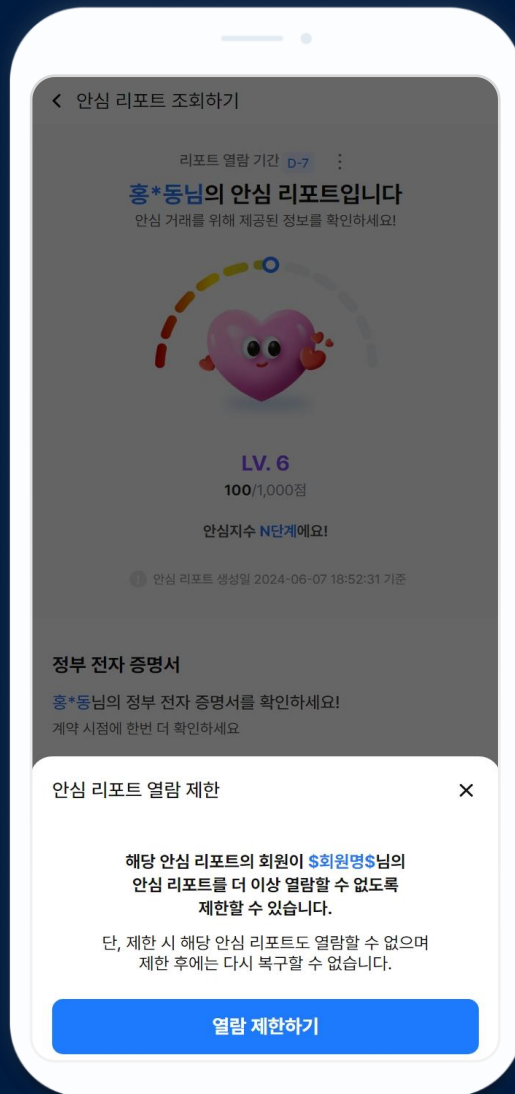 안심 리포트 조회하기
리포트 열람 기간 D-7
홍*동님의 안심 리포트입니다
안심 거래를 위해 제공된 정보를 확인하세요!
LV. 6
100/1,000점
안심지수 N단계에요!
안심 리포트 생성일 2024-06-07 18:52:31 기준
정부 전자 증명서
홍*동님의 정부 전자 증명서를 확인하세요!
계약 시점에 한번 더 확인하세요
안심 리포트 열람 제한
해당 안심 리포트의 회원이 $회원명$님의
안심 리포트를 더 이상 열람할 수 없도록
제한할 수 있습니다.
단, 제한 시 해당 안심 리포트도 열람할 수 없으며
제한 후에는 다시 복구할 수 없습니다.
열람 제한하기